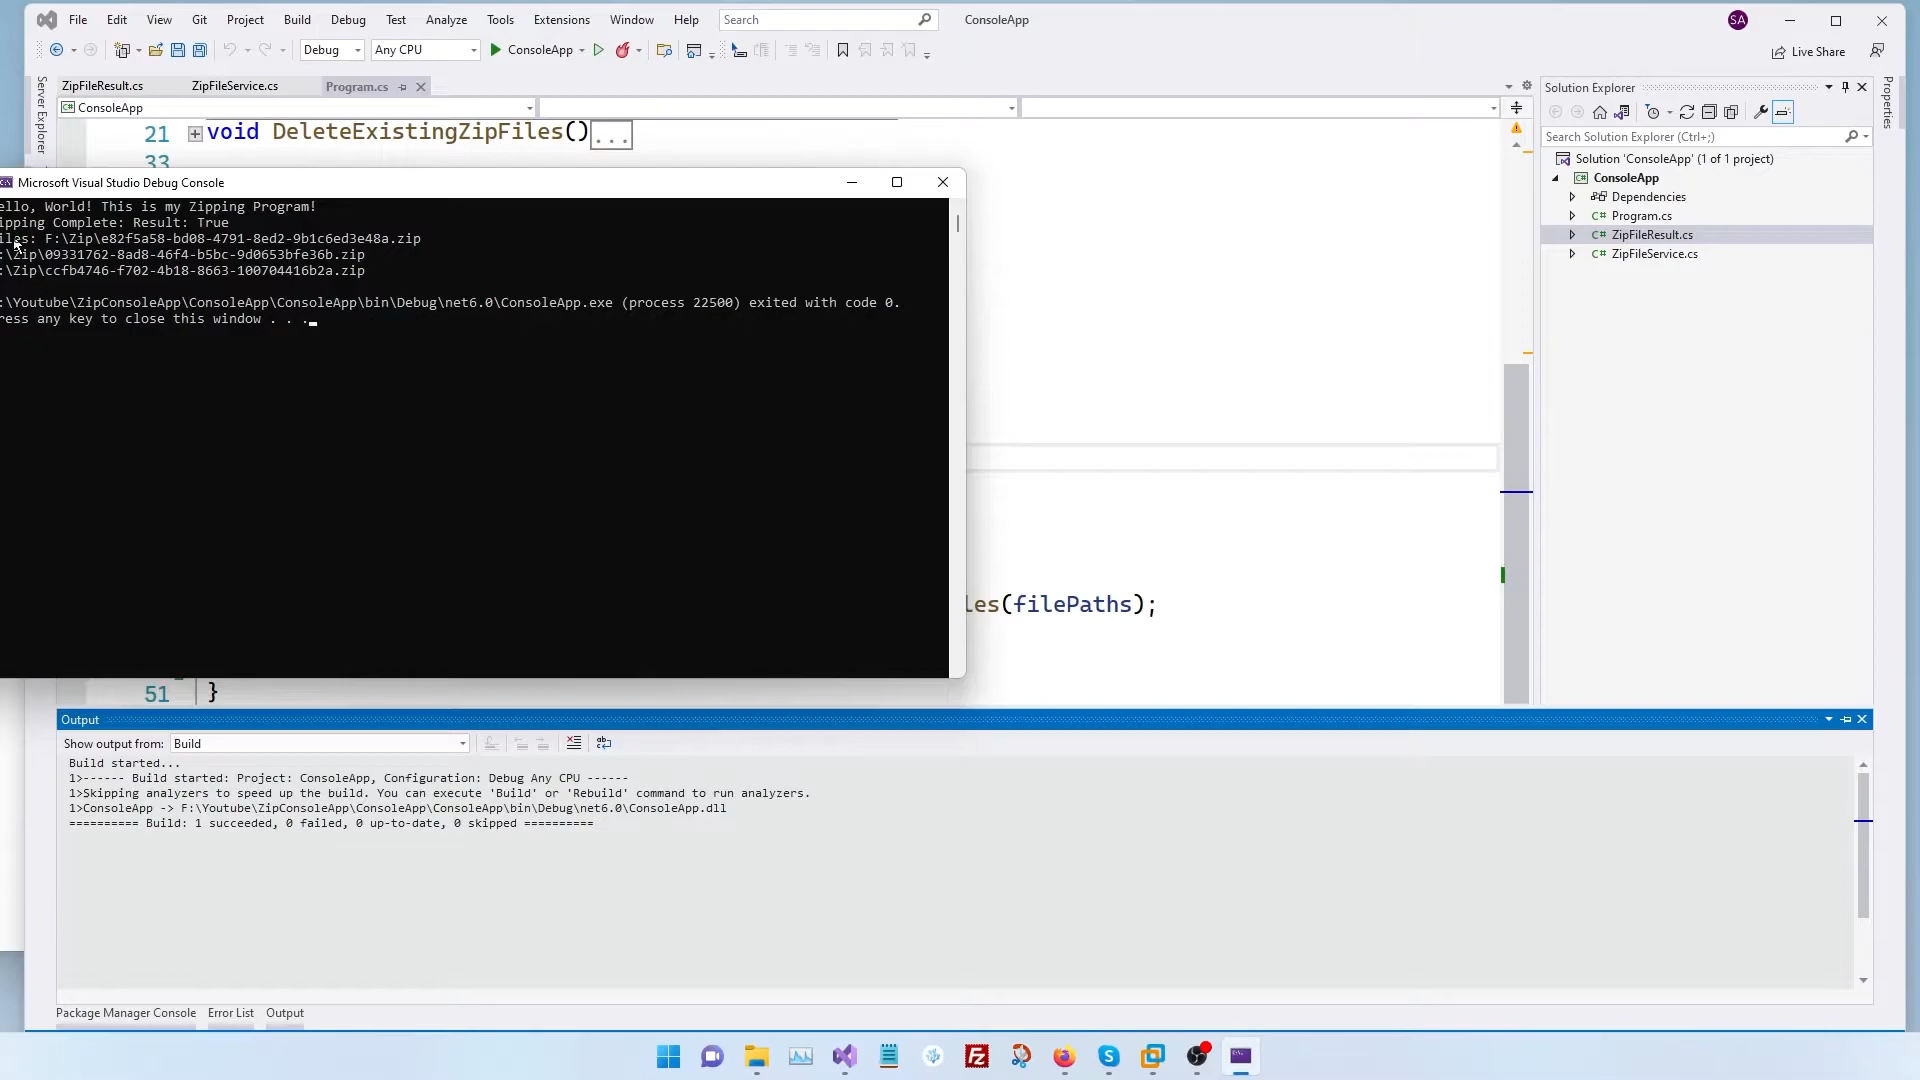 File Edit View Git Project Build Debug Test Analyze Tools Extensions Window Help Search ConsoleApp SA
Debug Any CPU ConsoleApp Live Share
Server Explorer
ZipFileResult.cs ZipFileService.cs Program.cs
ConsoleApp
21 void DeleteExistingZipFiles()...
33
Microsoft Visual Studio Debug Console
ello, World! This is my Zipping Program!
ipping Complete: Result: True
iles: F:\Zip\e82f5a58-bd08-4791-8ed2-9b1c6ed3e48a.zip
:\Zip\09331762-8ad8-46f4-b5bc-9d0653bfe36b.zip
:\Zip\ccfb4746-f702-4b18-8663-100704416b2a.zip
:\Youtube\ZipConsoleApp\ConsoleApp\ConsoleApp\bin\Debug\net6.0\ConsoleApp.exe (process 22500) exited with code 0.
ress any key to close this window . . .
les(filePaths);
51 }
Solution Explorer
Search Solution Explorer (Ctrl+;)
Solution 'ConsoleApp' (1 of 1 project)
C# ConsoleApp
Dependencies
C# Program.cs
C# ZipFileResult.cs
C# ZipFileService.cs
Properties
Output
Show output from: Build
Build started...
1>------ Build started: Project: ConsoleApp, Configuration: Debug Any CPU ------
1>Skipping analyzers to speed up the build. You can execute 'Build' or 'Rebuild' command to run analyzers.
1>ConsoleApp -> F:\Youtube\ZipConsoleApp\ConsoleApp\ConsoleApp\bin\Debug\net6.0\ConsoleApp.dll
========== Build: 1 succeeded, 0 failed, 0 up-to-date, 0 skipped ==========
Package Manager Console Error List Output